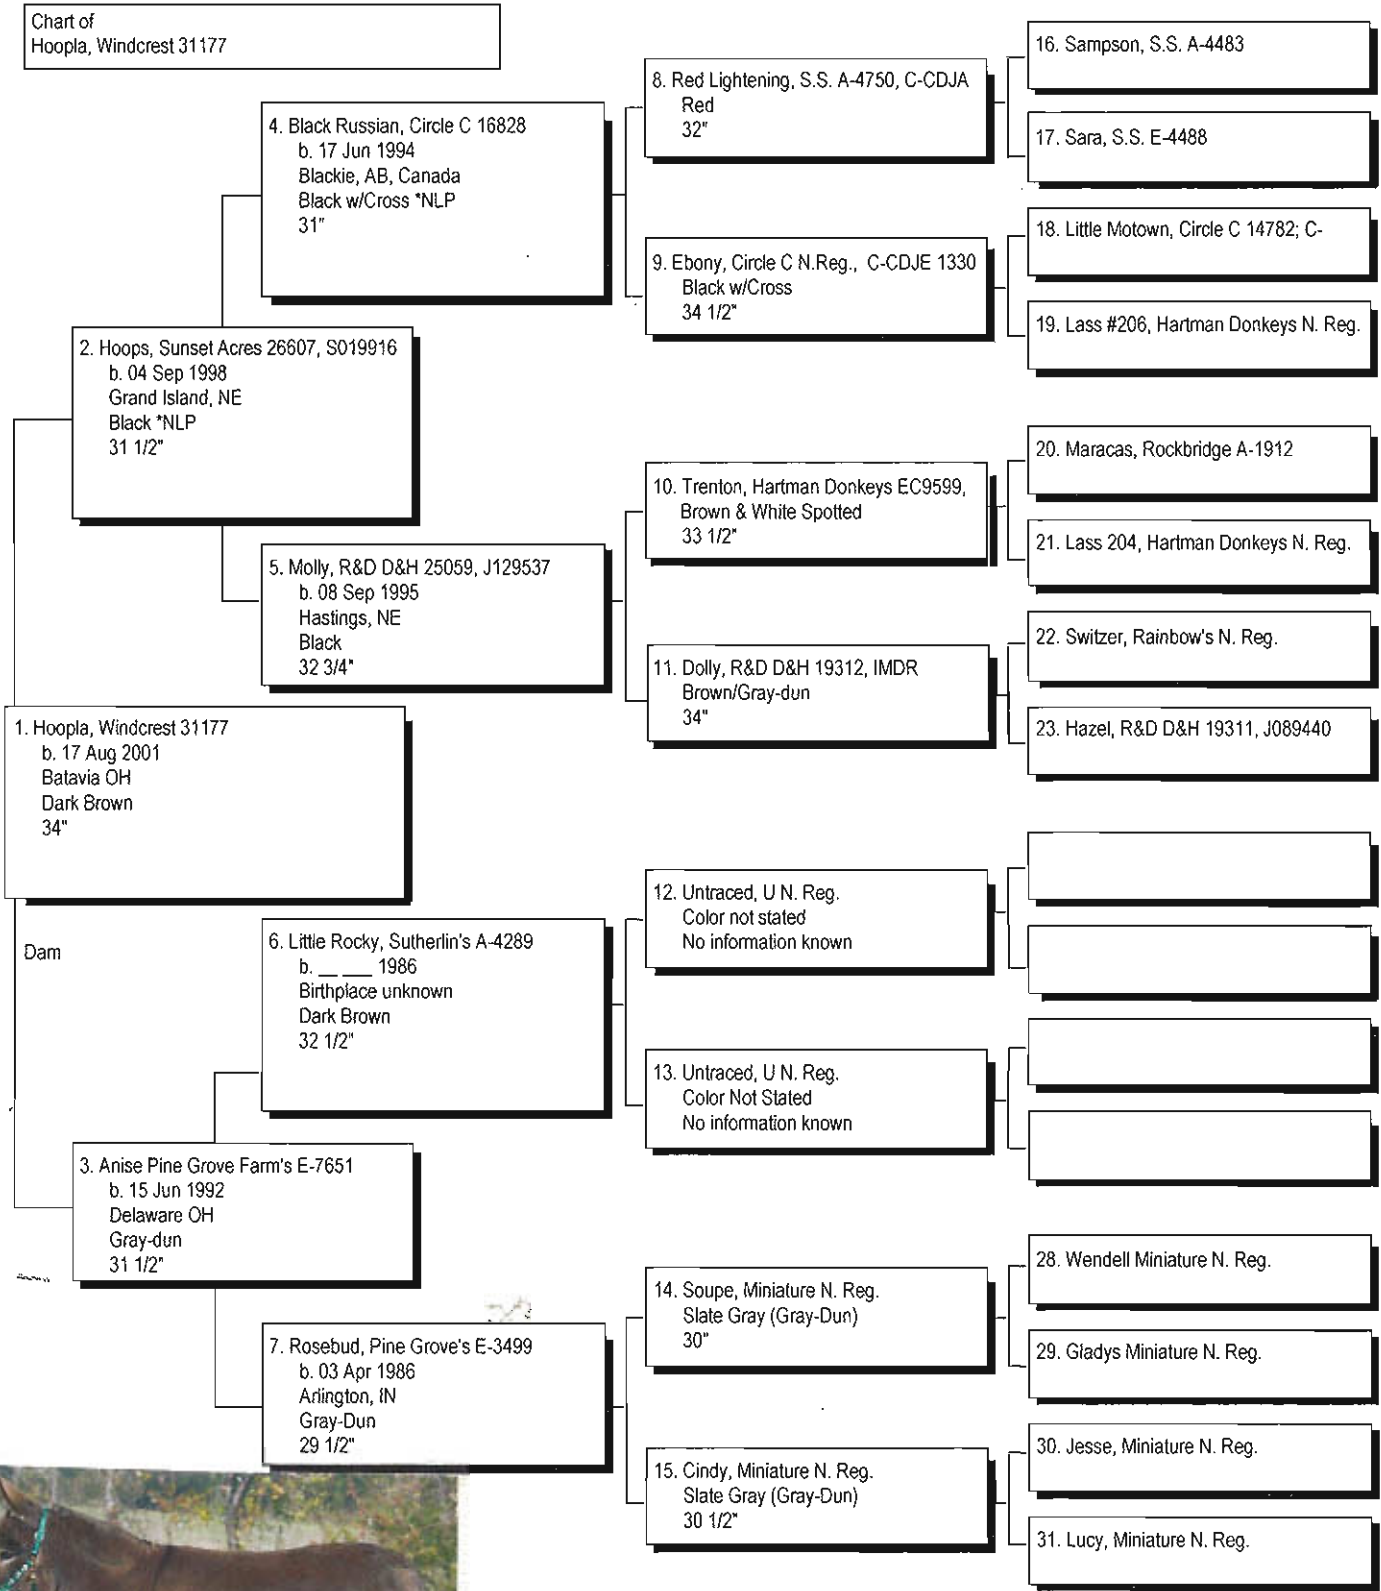 Chart of
Hoopla, Windcrest 31177
1. Hoopla, Windcrest 31177
b. 17 Aug 2001
Batavia OH
Dark Brown
34"
Dam
2. Hoops, Sunset Acres 26607, S019916
b. 04 Sep 1998
Grand Island, NE
Black *NLP
31 1/2"
3. Anise Pine Grove Farm's E-7651
b. 15 Jun 1992
Delaware OH
Gray-dun
31 1/2"
4. Black Russian, Circle C 16828
b. 17 Jun 1994
Blackie, AB, Canada
Black w/Cross *NLP
31"
5. Molly, R&D D&H 25059, J129537
b. 08 Sep 1995
Hastings, NE
Black
32 3/4"
6. Little Rocky, Sutherlin's A-4289
b. __ ___ 1986
Birthplace unknown
Dark Brown
32 1/2"
7. Rosebud, Pine Grove's E-3499
b. 03 Apr 1986
Arlington, IN
Gray-Dun
29 1/2"
8. Red Lightening, S.S. A-4750, C-CDJA
Red
32"
9. Ebony, Circle C N.Reg., C-CDJE 1330
Black w/Cross
34 1/2"
10. Trenton, Hartman Donkeys EC9599,
Brown & White Spotted
33 1/2"
11. Dolly, R&D D&H 19312, IMDR
Brown/Gray-dun
34"
12. Untraced, U N. Reg.
Color not stated
No information known
13. Untraced, U N. Reg.
Color Not Stated
No information known
14. Soupe, Miniature N. Reg.
Slate Gray (Gray-Dun)
30"
15. Cindy, Miniature N. Reg.
Slate Gray (Gray-Dun)
30 1/2"
16. Sampson, S.S. A-4483
17. Sara, S.S. E-4488
18. Little Motown, Circle C 14782; C-
19. Lass #206, Hartman Donkeys N. Reg.
20. Maracas, Rockbridge A-1912
21. Lass 204, Hartman Donkeys N. Reg.
22. Switzer, Rainbow's N. Reg.
23. Hazel, R&D D&H 19311, J089440
28. Wendell Miniature N. Reg.
29. Gladys Miniature N. Reg.
30. Jesse, Miniature N. Reg.
31. Lucy, Miniature N. Reg.